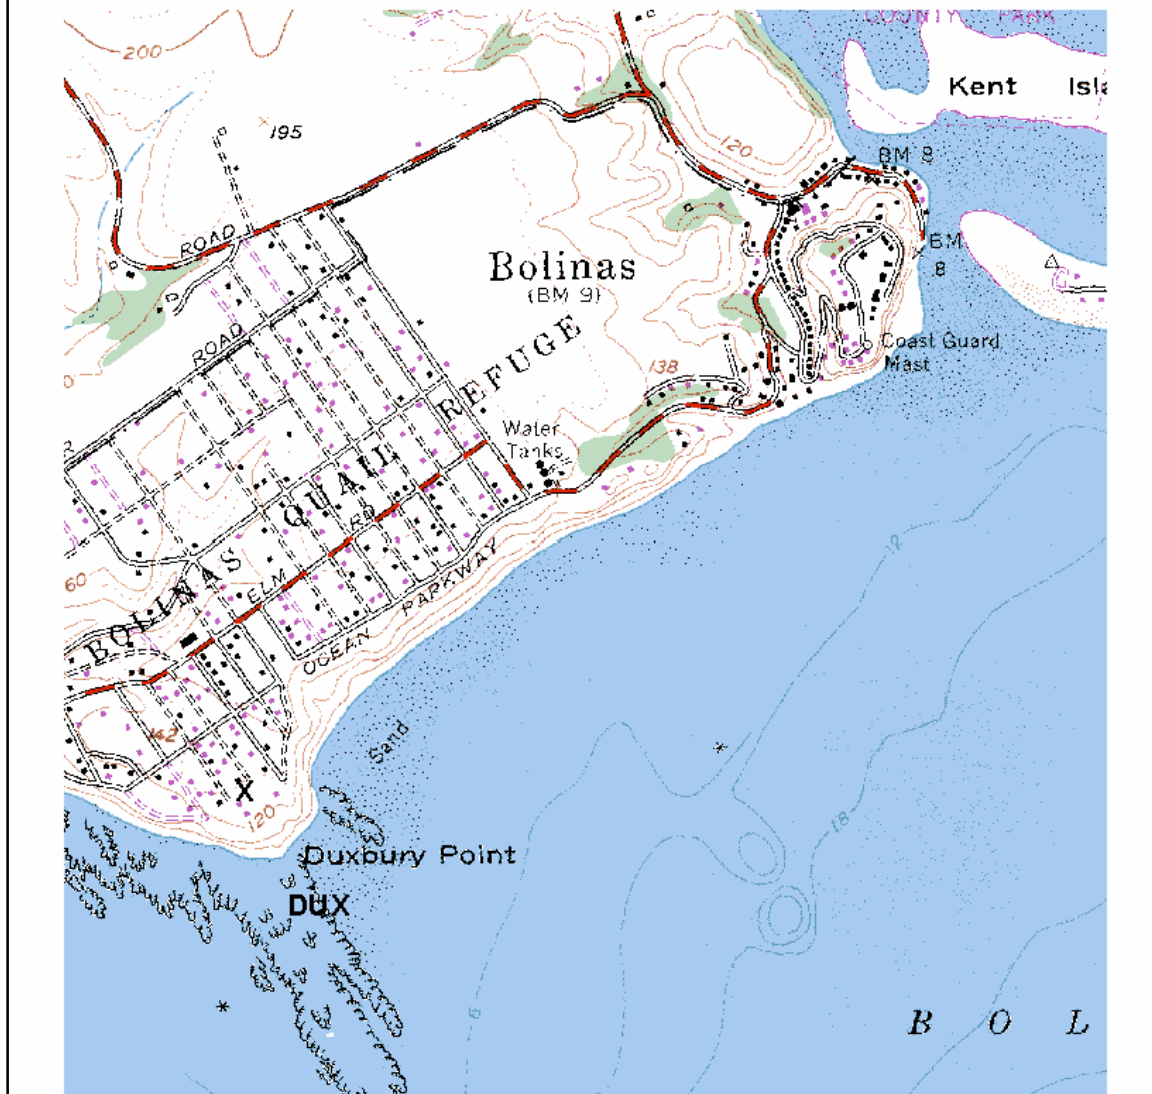 COUNTY PARK
200
Kent Isla
195
120
BM 8
ROAD
BM
8
Bolinas
(BM 9)
ROAD
Coast Guard
Mast
138
Water
Tanks
BOLINAS QUAIL REFUGE
12
60
ELM RD
OCEAN PARKWAY
142
Sand
X
120
18
Duxbury Point
DUX
6
B O L